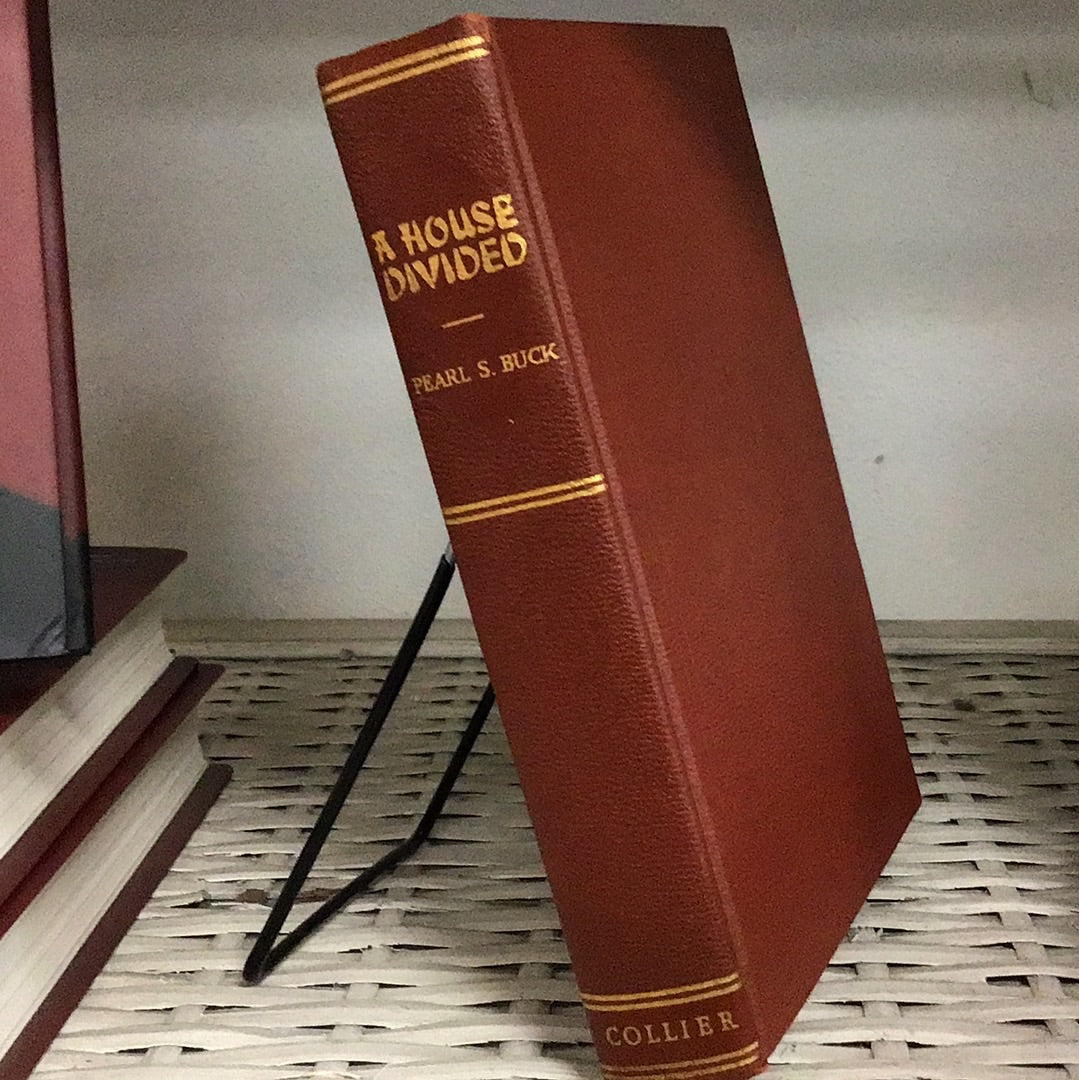 A HOUSE
DIVIDED
PEARL S. BUCK
COLLIER